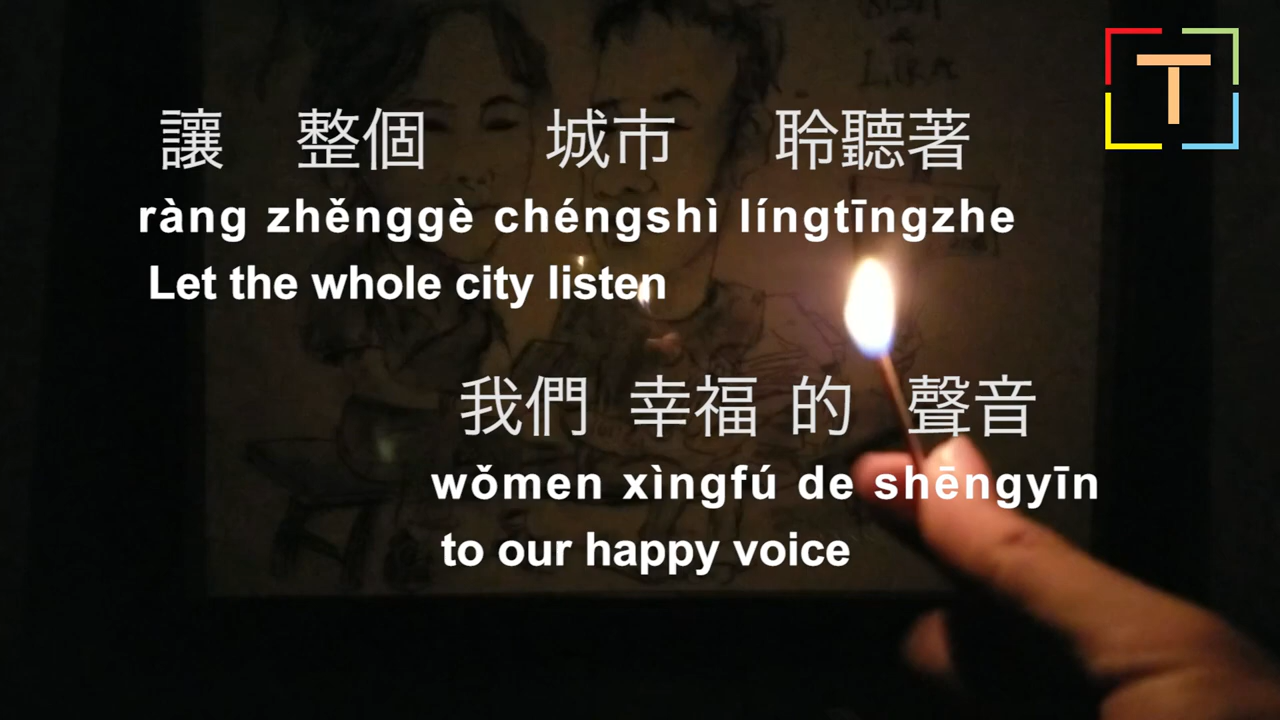 讓 整個 城市 聆聽著
ràng zhěnggè chéngshì língtīngzhe
Let the whole city listen
我們 幸福 的 聲音
wǒmen xìngfú de shēngyīn
to our happy voice
T